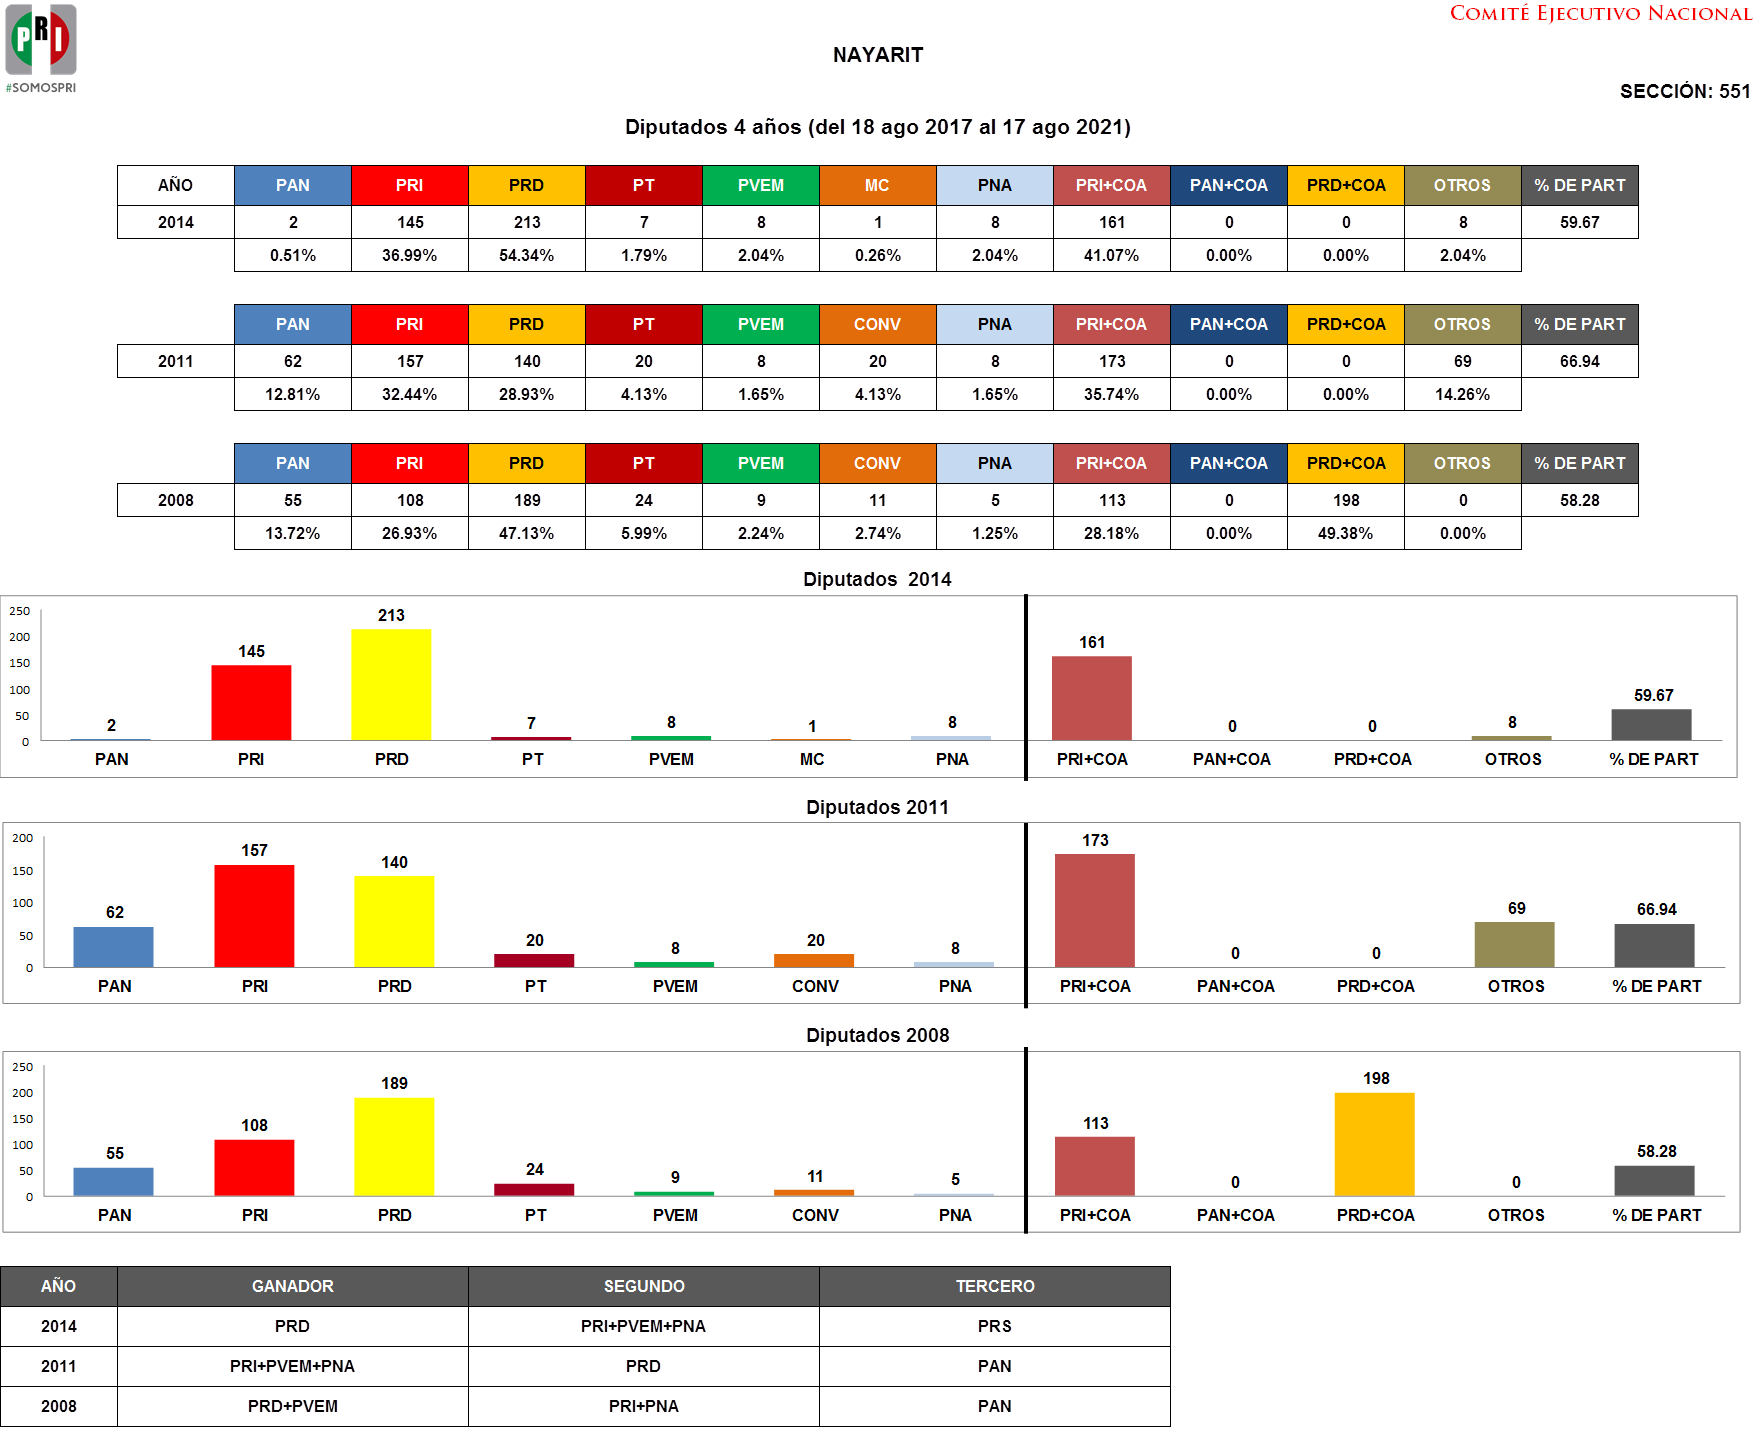 PRI
#SOMOSPRI
COMITÉ EJECUTIVO NACIONAL
NAYARIT
SECCIÓN: 551
Diputados 4 años (del 18 ago 2017 al 17 ago 2021)
AÑO PAN PRI PRD PT PVEM MC PNA PRI+COA PAN+COA PRD+COA OTROS % DE PART
2014 2 145 213 7 8 1 8 161 0 0 8 59.67
0.51% 36.99% 54.34% 1.79% 2.04% 0.26% 2.04% 41.07% 0.00% 0.00% 2.04%
PAN PRI PRD PT PVEM CONV PNA PRI+COA PAN+COA PRD+COA OTROS % DE PART
2011 62 157 140 20 8 20 8 173 0 0 69 66.94
12.81% 32.44% 28.93% 4.13% 1.65% 4.13% 1.65% 35.74% 0.00% 0.00% 14.26%
PAN PRI PRD PT PVEM CONV PNA PRI+COA PAN+COA PRD+COA OTROS % DE PART
2008 55 108 189 24 9 11 5 113 0 198 0 58.28
13.72% 26.93% 47.13% 5.99% 2.24% 2.74% 1.25% 28.18% 0.00% 49.38% 0.00%
Diputados 2014
250
200
150
100
50
0
2 145 213 7 8 1 8 161 0 0 8 59.67
PAN PRI PRD PT PVEM MC PNA PRI+COA PAN+COA PRD+COA OTROS % DE PART
Diputados 2011
200
150
100
50
0
62 157 140 20 8 20 8 173 0 0 69 66.94
PAN PRI PRD PT PVEM CONV PNA PRI+COA PAN+COA PRD+COA OTROS % DE PART
Diputados 2008
250
200
150
100
50
0
55 108 189 24 9 11 5 113 0 198 0 58.28
PAN PRI PRD PT PVEM CONV PNA PRI+COA PAN+COA PRD+COA OTROS % DE PART
AÑO GANADOR SEGUNDO TERCERO
2014 PRD PRI+PVEM+PNA PRS
2011 PRI+PVEM+PNA PRD PAN
2008 PRD+PVEM PRI+PNA PAN